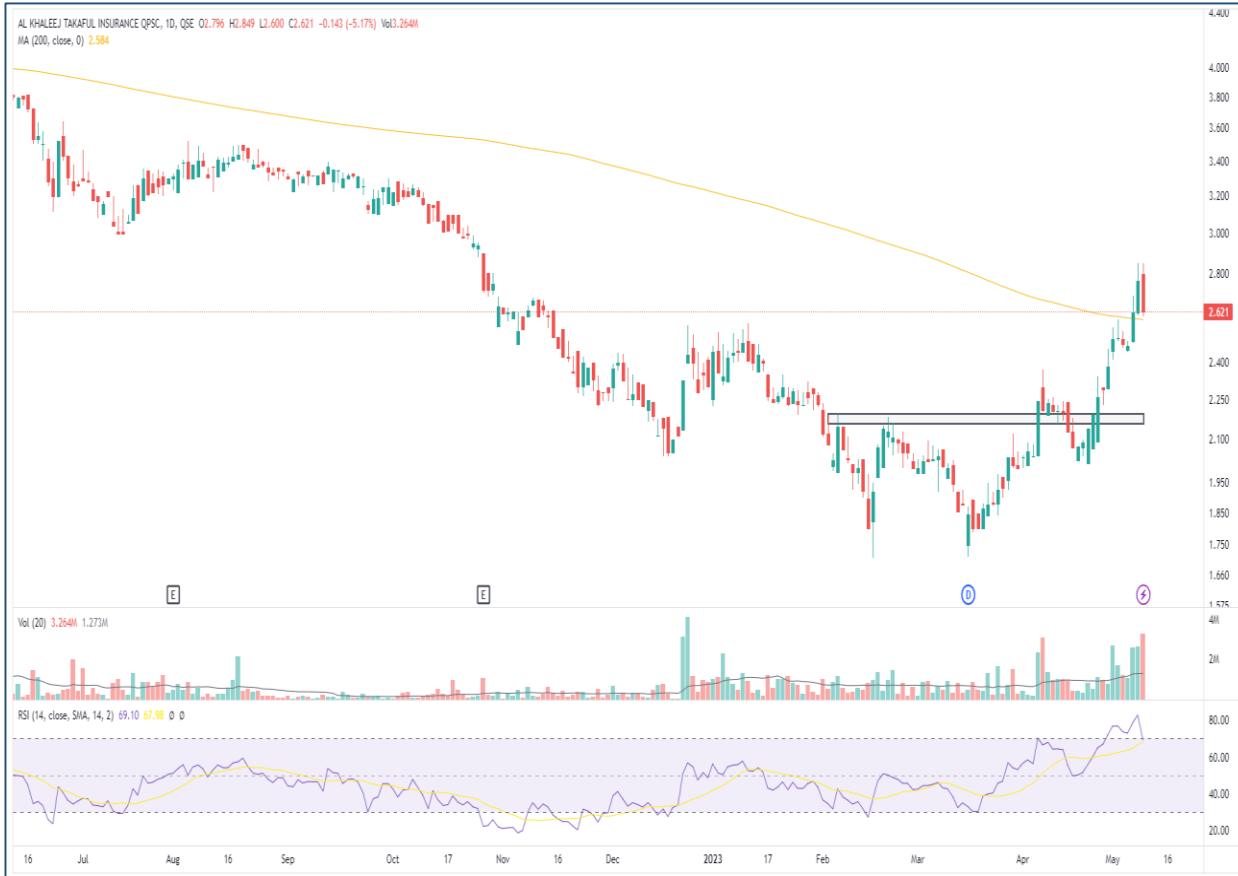 AL KHALEEJ TAKAFUL INSURANCE QPSC, 1D, QSE O2.796 H2.849 L2.600 C2.621 −0.143 (−5.17%) Vol3.264M
MA (200, close, 0) 2.584
4.400
4.000
3.800
3.600
3.400
3.200
3.000
2.800
2.621
2.400
2.250
2.100
1.950
1.850
1.750
1.660
1.575
E E D
Vol (20) 3.264M 1.273M
4M
2M
RSI (14, close, SMA, 14, 2) 69.10 67.98 Ø Ø
80.00
60.00
40.00
20.00
16 Jul Aug 16 Sep Oct 17 Nov 16 Dec 2023 17 Feb Mar Apr May 16